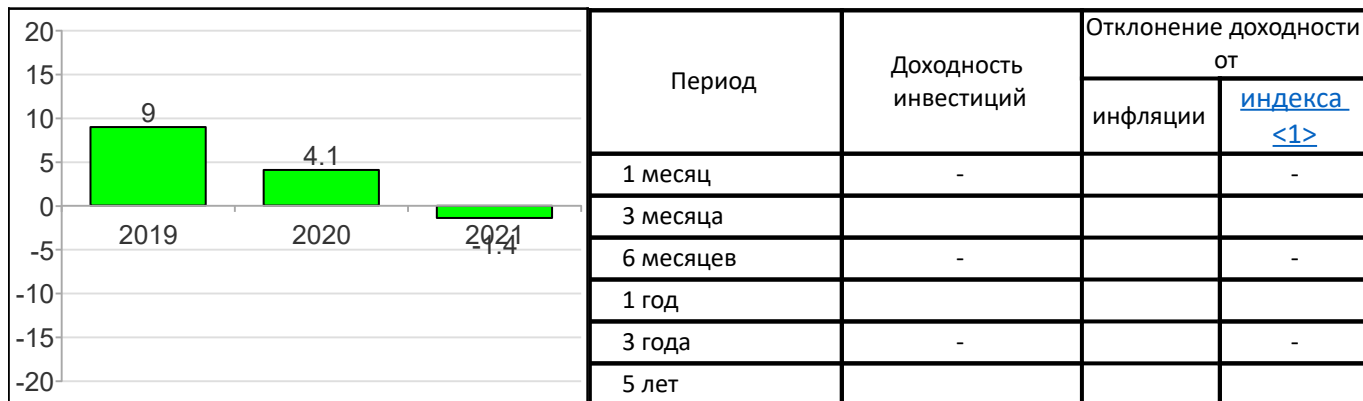 20
15
10
5
0
-5
-10
-15
-20
9
4.1
-1.4
2019
2020
2021
Период
Доходность
инвестиций
Отклонение доходности
от
инфляции
индекса
<1>
1 месяц - -
3 месяца
6 месяцев - -
1 год
3 года - -
5 лет